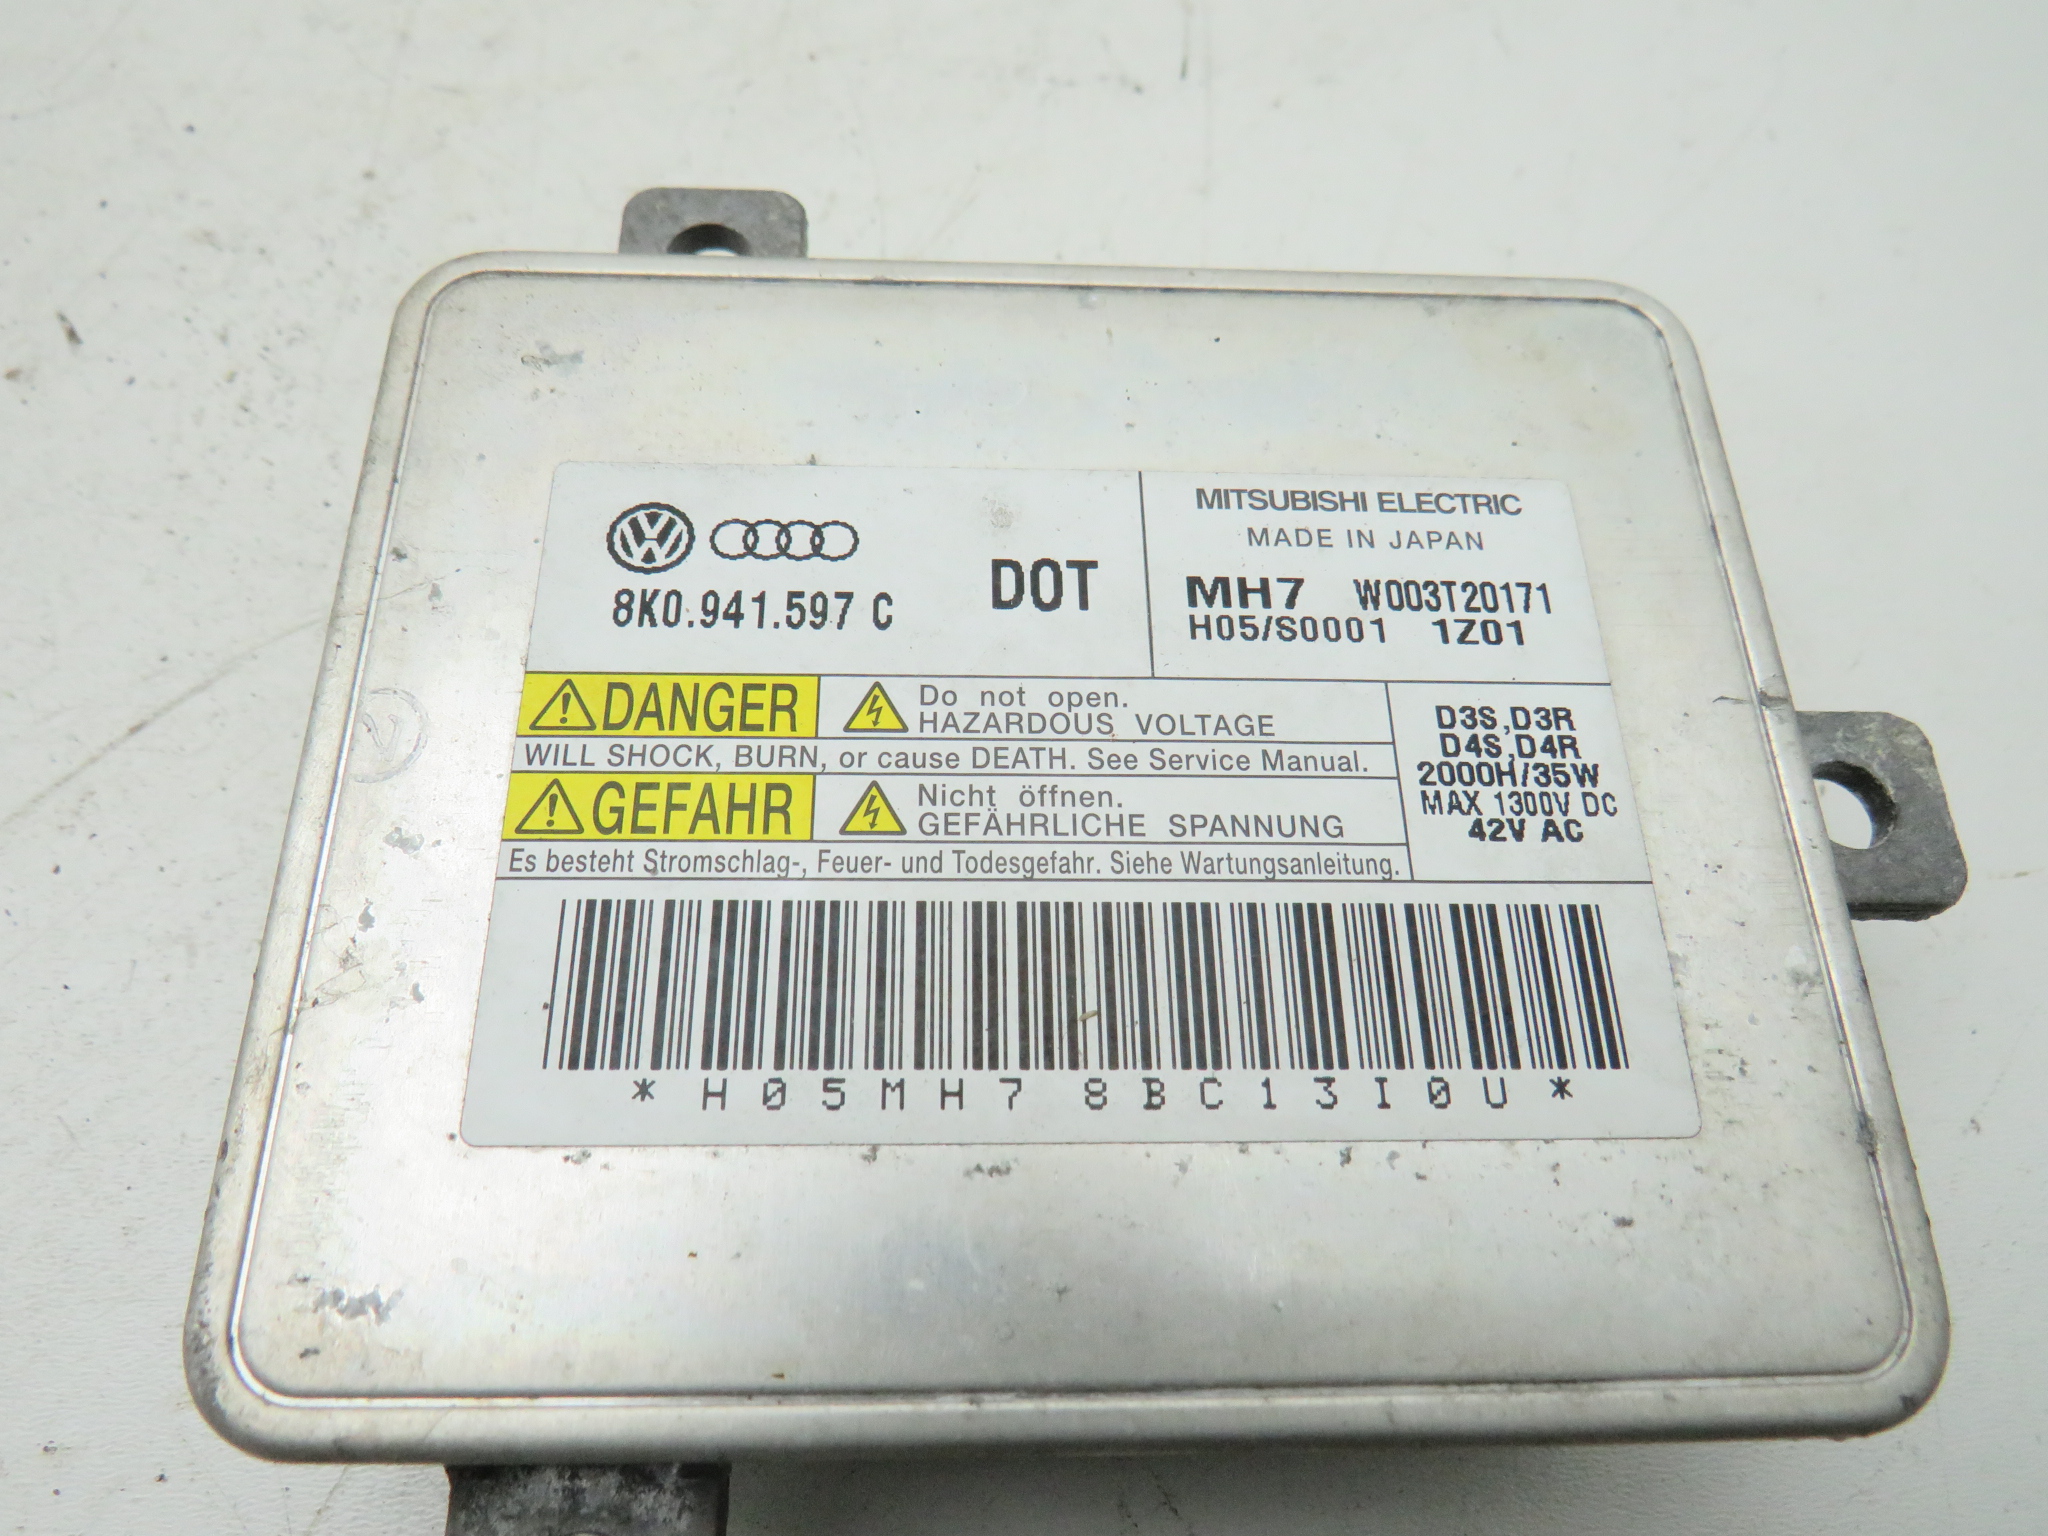 8K0.941.597 C
DOT
MITSUBISHI ELECTRIC
MADE IN JAPAN
MH7 W003T20171
H05/S0001 1Z01
DANGER
Do not open.
HAZARDOUS VOLTAGE
WILL SHOCK, BURN, or cause DEATH. See Service Manual.
GEFAHR
Nicht öffnen.
GEFÄHRLICHE SPANNUNG
Es besteht Stromschlag-, Feuer- und Todesgefahr. Siehe Wartungsanleitung.
D3S,D3R
D4S,D4R
2000H/35W
MAX 1300V DC
42V AC
*H05MH78BC13I0U*